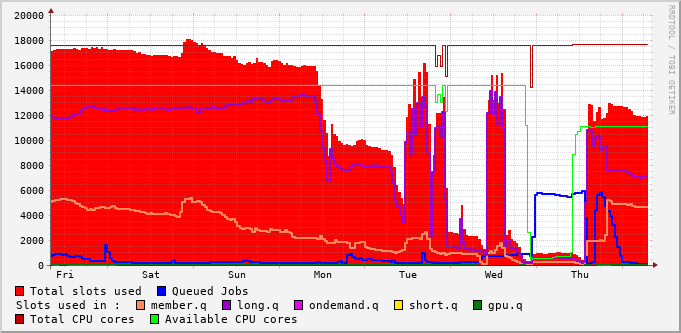 20000
18000
16000
14000
12000
10000
8000
6000
4000
2000
0
Fri Sat Sun Mon Tue Wed Thu
RRDTOOL / TOBI OETIKER
Total slots used Queued Jobs
Slots used in : member.q long.q ondemand.q short.q gpu.q
Total CPU cores Available CPU cores